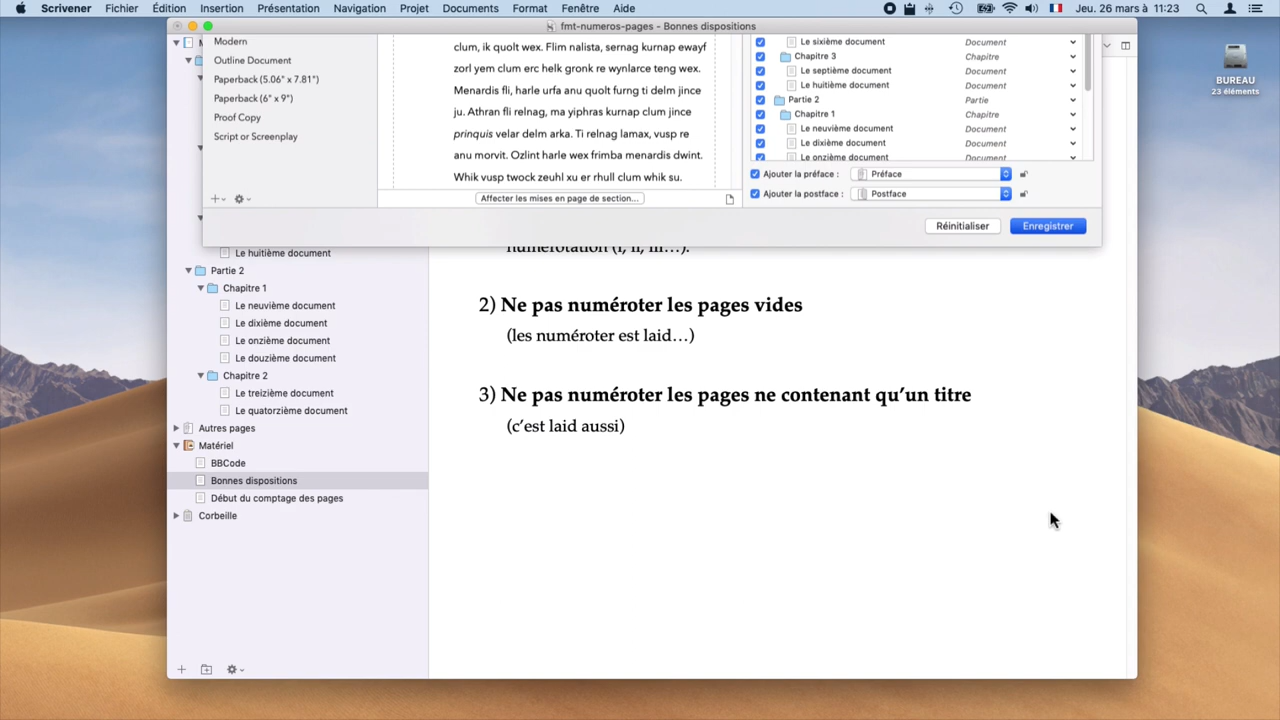 Scrivener Fichier Édition Insertion Présentation Navigation Projet Documents Format Fenêtre Aide Jeu. 26 mars à 11:23
fmt-numeros-pages - Bonnes dispositions
BUREAU
23 éléments
Modern
Outline Document
Paperback (5.06" x 7.81")
Paperback (6" x 9")
Proof Copy
Script or Screenplay
clum, ik quolt wex. Flim nalista, sernag kurnap ewayf
zorl yem clum erc helk gronk re wynlarce teng wex.
Menardis fli, harle urfa anu quolt furng ti delm jince
ju. Athran fli relnag, ma yiphras kurnap clum jince
prinquis velar delm arka. Ti relnag lamax, vusp re
anu morvit. Ozlint harle wex frimba menardis dwint.
Whik vusp twock zeuhl xu er rhull clum whik su.
Affecter les mises en page de section...
Le sixième document Document
Chapitre 3 Chapitre
Le septième document Document
Le huitième document Document
Partie 2 Partie
Chapitre 1 Chapitre
Le neuvième document Document
Le dixième document Document
Le onzième document Document
Ajouter la préface : Préface
Ajouter la postface : Postface
Réinitialiser Enregistrer
Le huitième document
Partie 2
Chapitre 1
Le neuvième document
Le dixième document
Le onzième document
Le douzième document
Chapitre 2
Le treizième document
Le quatorzième document
Autres pages
Matériel
BBCode
Bonnes dispositions
Début du comptage des pages
Corbeille
numérotation (i, ii, iii…).
2) Ne pas numéroter les pages vides
(les numéroter est laid…)
3) Ne pas numéroter les pages ne contenant qu'un titre
(c'est laid aussi)